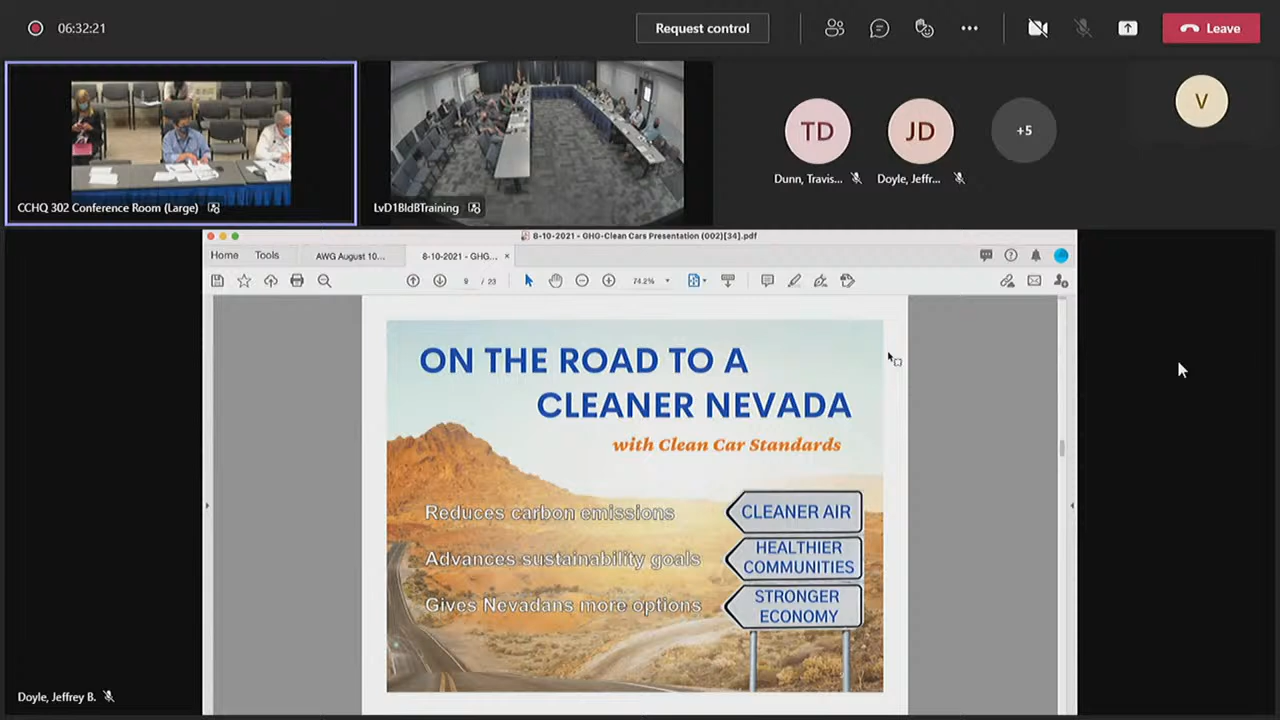 06:32:21
Request control
Leave
CCHQ 302 Conference Room (Large)
LvD1BldBTraining
TD
Dunn, Travis...
JD
Doyle, Jeffr...
+5
V
8-10-2021 - GHG-Clean Cars Presentation (002)[34].pdf
Home
Tools
AWG August 10...
8-10-2021 - GHG...
×
9 / 23
74.2%
ON THE ROAD TO A
CLEANER NEVADA
with Clean Car Standards
Reduces carbon emissions
CLEANER AIR
Advances sustainability goals
HEALTHIER
COMMUNITIES
Gives Nevadans more options
STRONGER
ECONOMY
Doyle, Jeffrey B.